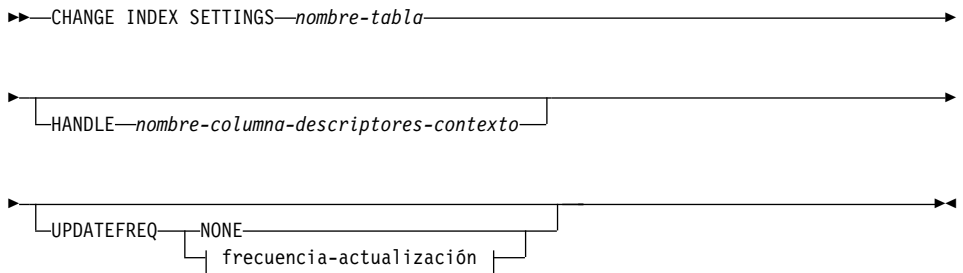 CHANGE INDEX SETTINGS nombre-tabla
HANDLE nombre-columna-descriptores-contexto
UPDATEFREQ NONE
frecuencia-actualización